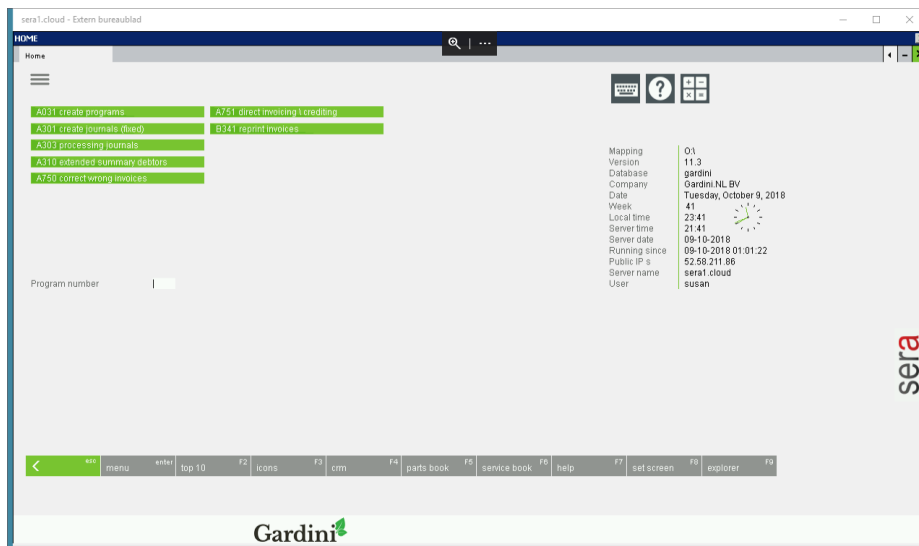 sera1.cloud - Extern bureaublad
HOME
Home
A031 create programs
A751 direct invoicing \ crediting
A301 create journals (fixed)
B341 reprint invoices
A303 processing journals
A310 extended summary debtors
A750 correct wrong invoices
Mapping O:\
Version 11.3
Database gardini
Company Gardini.NL BV
Date Tuesday, October 9, 2018
Week 41
Local time 23:41
Server time 21:41
Server date 09-10-2018
Running since 09-10-2018 01:01:22
Public IP s 52.58.211.86
Server name sera1.cloud
User susan
Program number
sera
esc menu enter top 10 F2 icons F3 crm F4 parts book F5 service book F6 help F7 set screen F8 explorer F9
Gardini